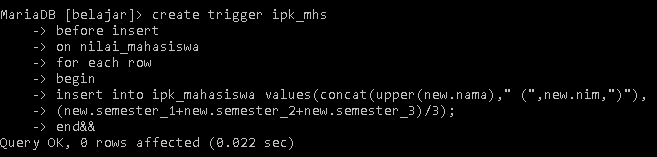 MariaDB [belajar]> create trigger ipk_mhs
-> before insert
-> on nilai_mahasiswa
-> for each row
-> begin
-> insert into ipk_mahasiswa values(concat(upper(new.nama)," (",new.nim,")"),
-> (new.semester_1+new.semester_2+new.semester_3)/3);
-> end&&
Query OK, 0 rows affected (0.022 sec)